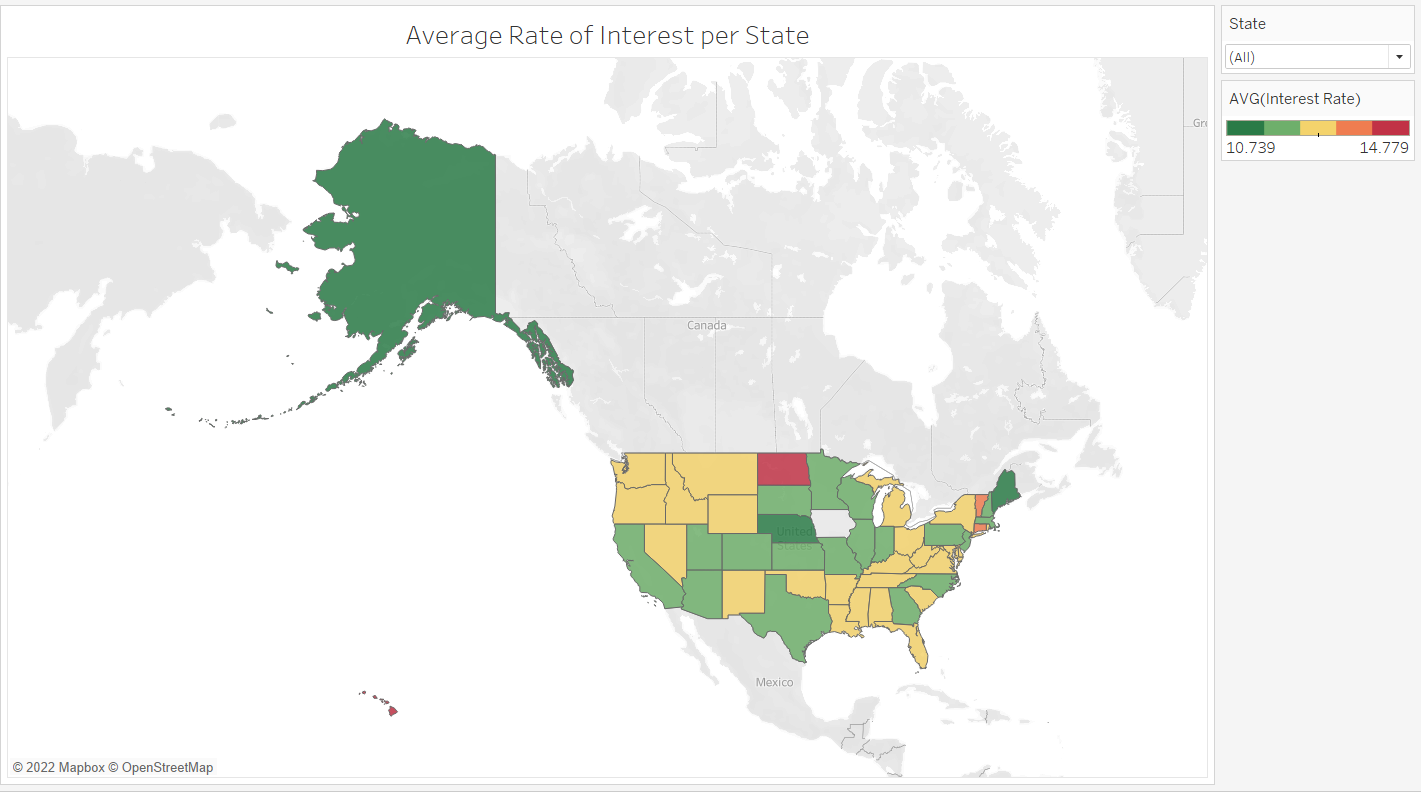 Average Rate of Interest per State
State
(All)
AVG(Interest Rate)
10.739 14.779
Gr
Canada
United
States
Mexico
© 2022 Mapbox © OpenStreetMap